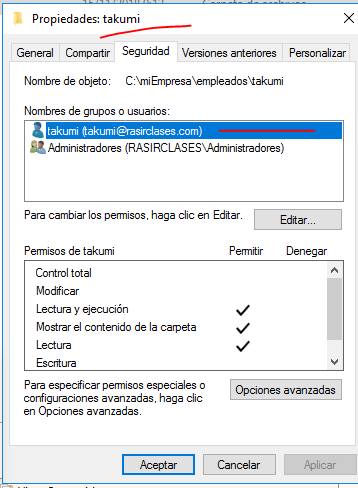 Propiedades: takumi
General
Compartir
Seguridad
Versiones anteriores
Personalizar
Nombre de objeto: C:\miEmpresa\empleados\takumi
Nombres de grupos o usuarios:
takumi (takumi@rasirclases.com)
Administradores (RASIRCLASES\Administradores)
Para cambiar los permisos, haga clic en Editar.
Editar...
Permisos de takumi Permitir Denegar
Control total
Modificar
Lectura y ejecución
Mostrar el contenido de la carpeta
Lectura
Escritura
Para especificar permisos especiales o
configuraciones avanzadas, haga clic
en Opciones avanzadas.
Opciones avanzadas
Aceptar
Cancelar
Aplicar